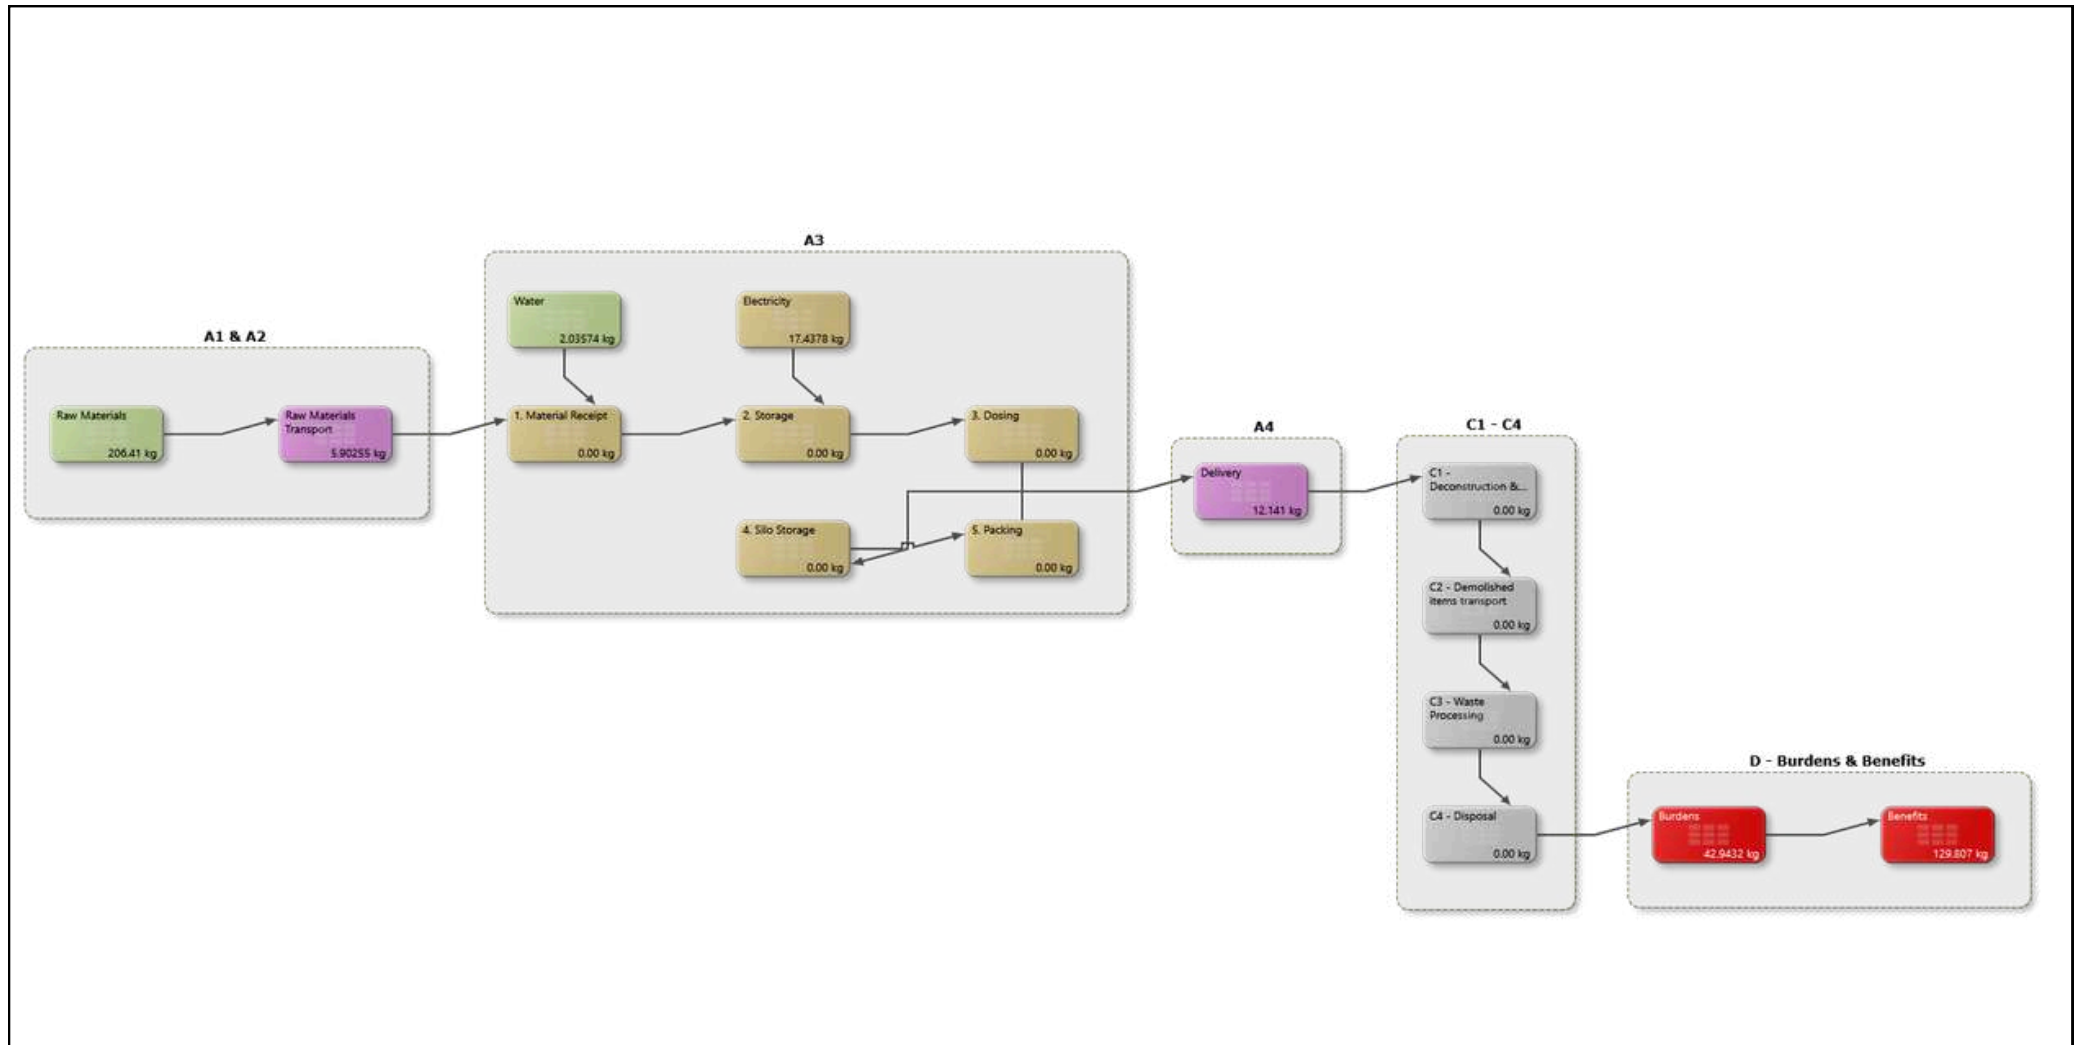 A1 & A2
Raw Materials
206.41 kg
Raw Materials
Transport
5.90255 kg
A3
Water
2.03574 kg
Electricity
17.4378 kg
1. Material Receipt
0.00 kg
2. Storage
0.00 kg
3. Dosing
0.00 kg
4. Silo Storage
0.00 kg
5. Packing
0.00 kg
A4
Delivery
12.141 kg
C1 - C4
C1 -
Deconstruction &...
0.00 kg
C2 - Demolished
items transport
0.00 kg
C3 - Waste
Processing
0.00 kg
C4 - Disposal
0.00 kg
D - Burdens & Benefits
Burdens
42.9432 kg
Benefits
129.807 kg